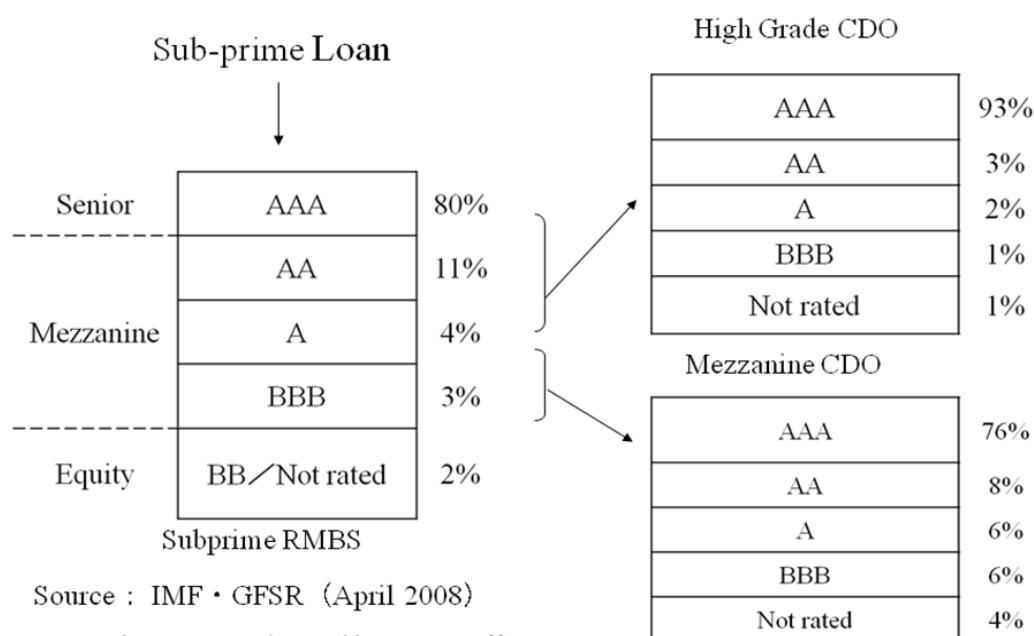 Sub-prime Loan
Senior AAA 80%
AA 11%
Mezzanine A 4%
BBB 3%
Equity BB／Not rated 2%
Subprime RMBS
High Grade CDO
AAA 93%
AA 3%
A 2%
BBB 1%
Not rated 1%
Mezzanine CDO
AAA 76%
AA 8%
A 6%
BBB 6%
Not rated 4%
Source : IMF・GFSR（April 2008）